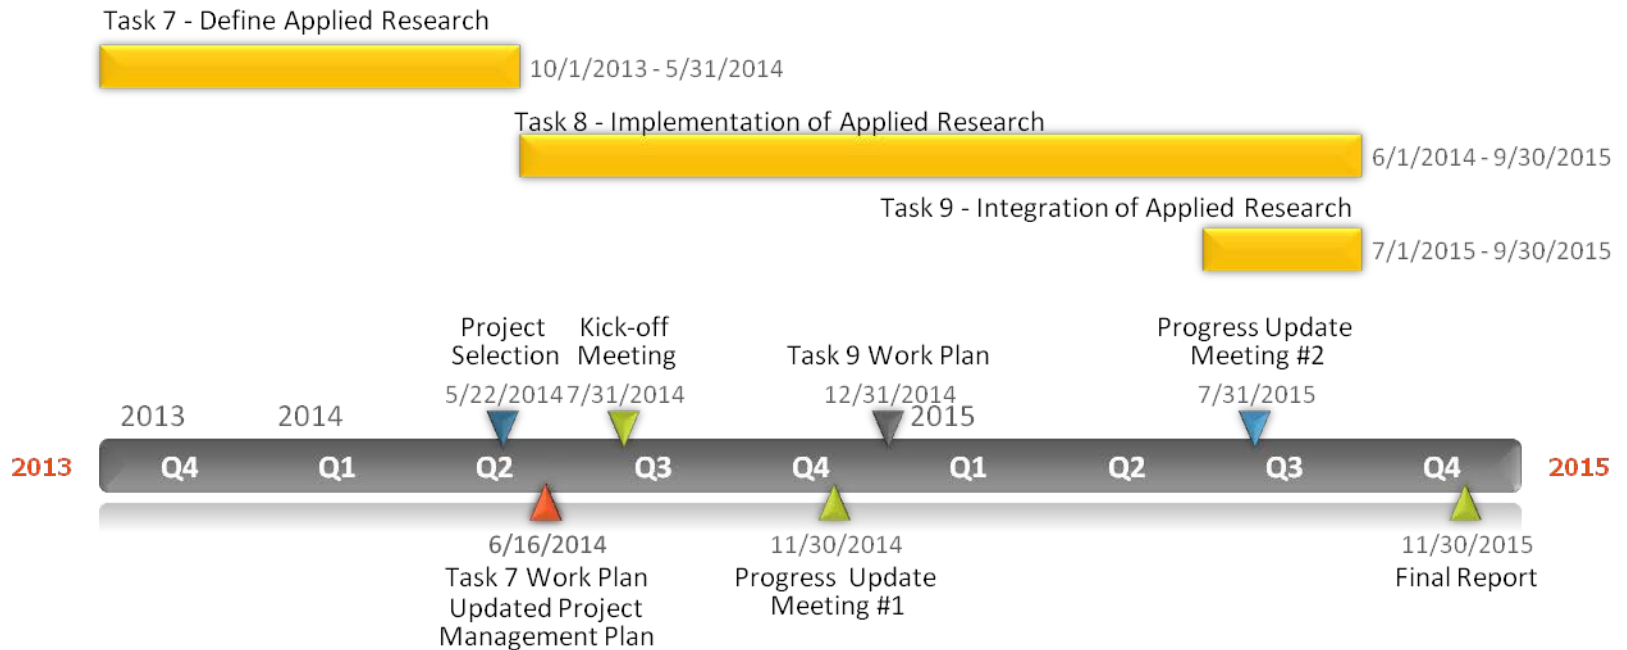 Task 7 - Define Applied Research
10/1/2013 - 5/31/2014
Task 8 - Implementation of Applied Research
6/1/2014 - 9/30/2015
Task 9 - Integration of Applied Research
7/1/2015 - 9/30/2015
Project
Selection
5/22/2014
Kick-off
Meeting
7/31/2014
Task 9 Work Plan
12/31/2014
Progress Update
Meeting #2
7/31/2015
2013
2014
2015
2013
Q4
Q1
Q2
Q3
Q4
Q1
Q2
Q3
Q4
2015
6/16/2014
Task 7 Work Plan
Updated Project
Management Plan
11/30/2014
Progress Update
Meeting #1
11/30/2015
Final Report